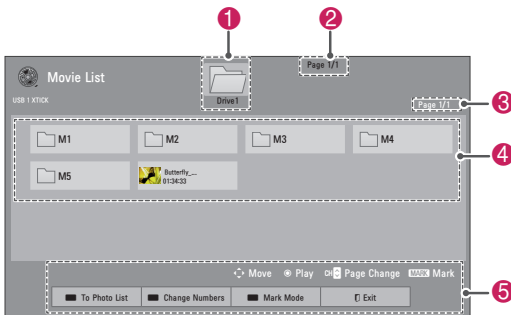 1
2
Page 1/1
Movie List
USB 1 XTICK
Drive1
Page 1/1
3
M1
M2
M3
M4
4
M5
Butterfly_...
01:34:33
Move Play CH Page Change MARK Mark
5
To Photo List Change Numbers Mark Mode Exit